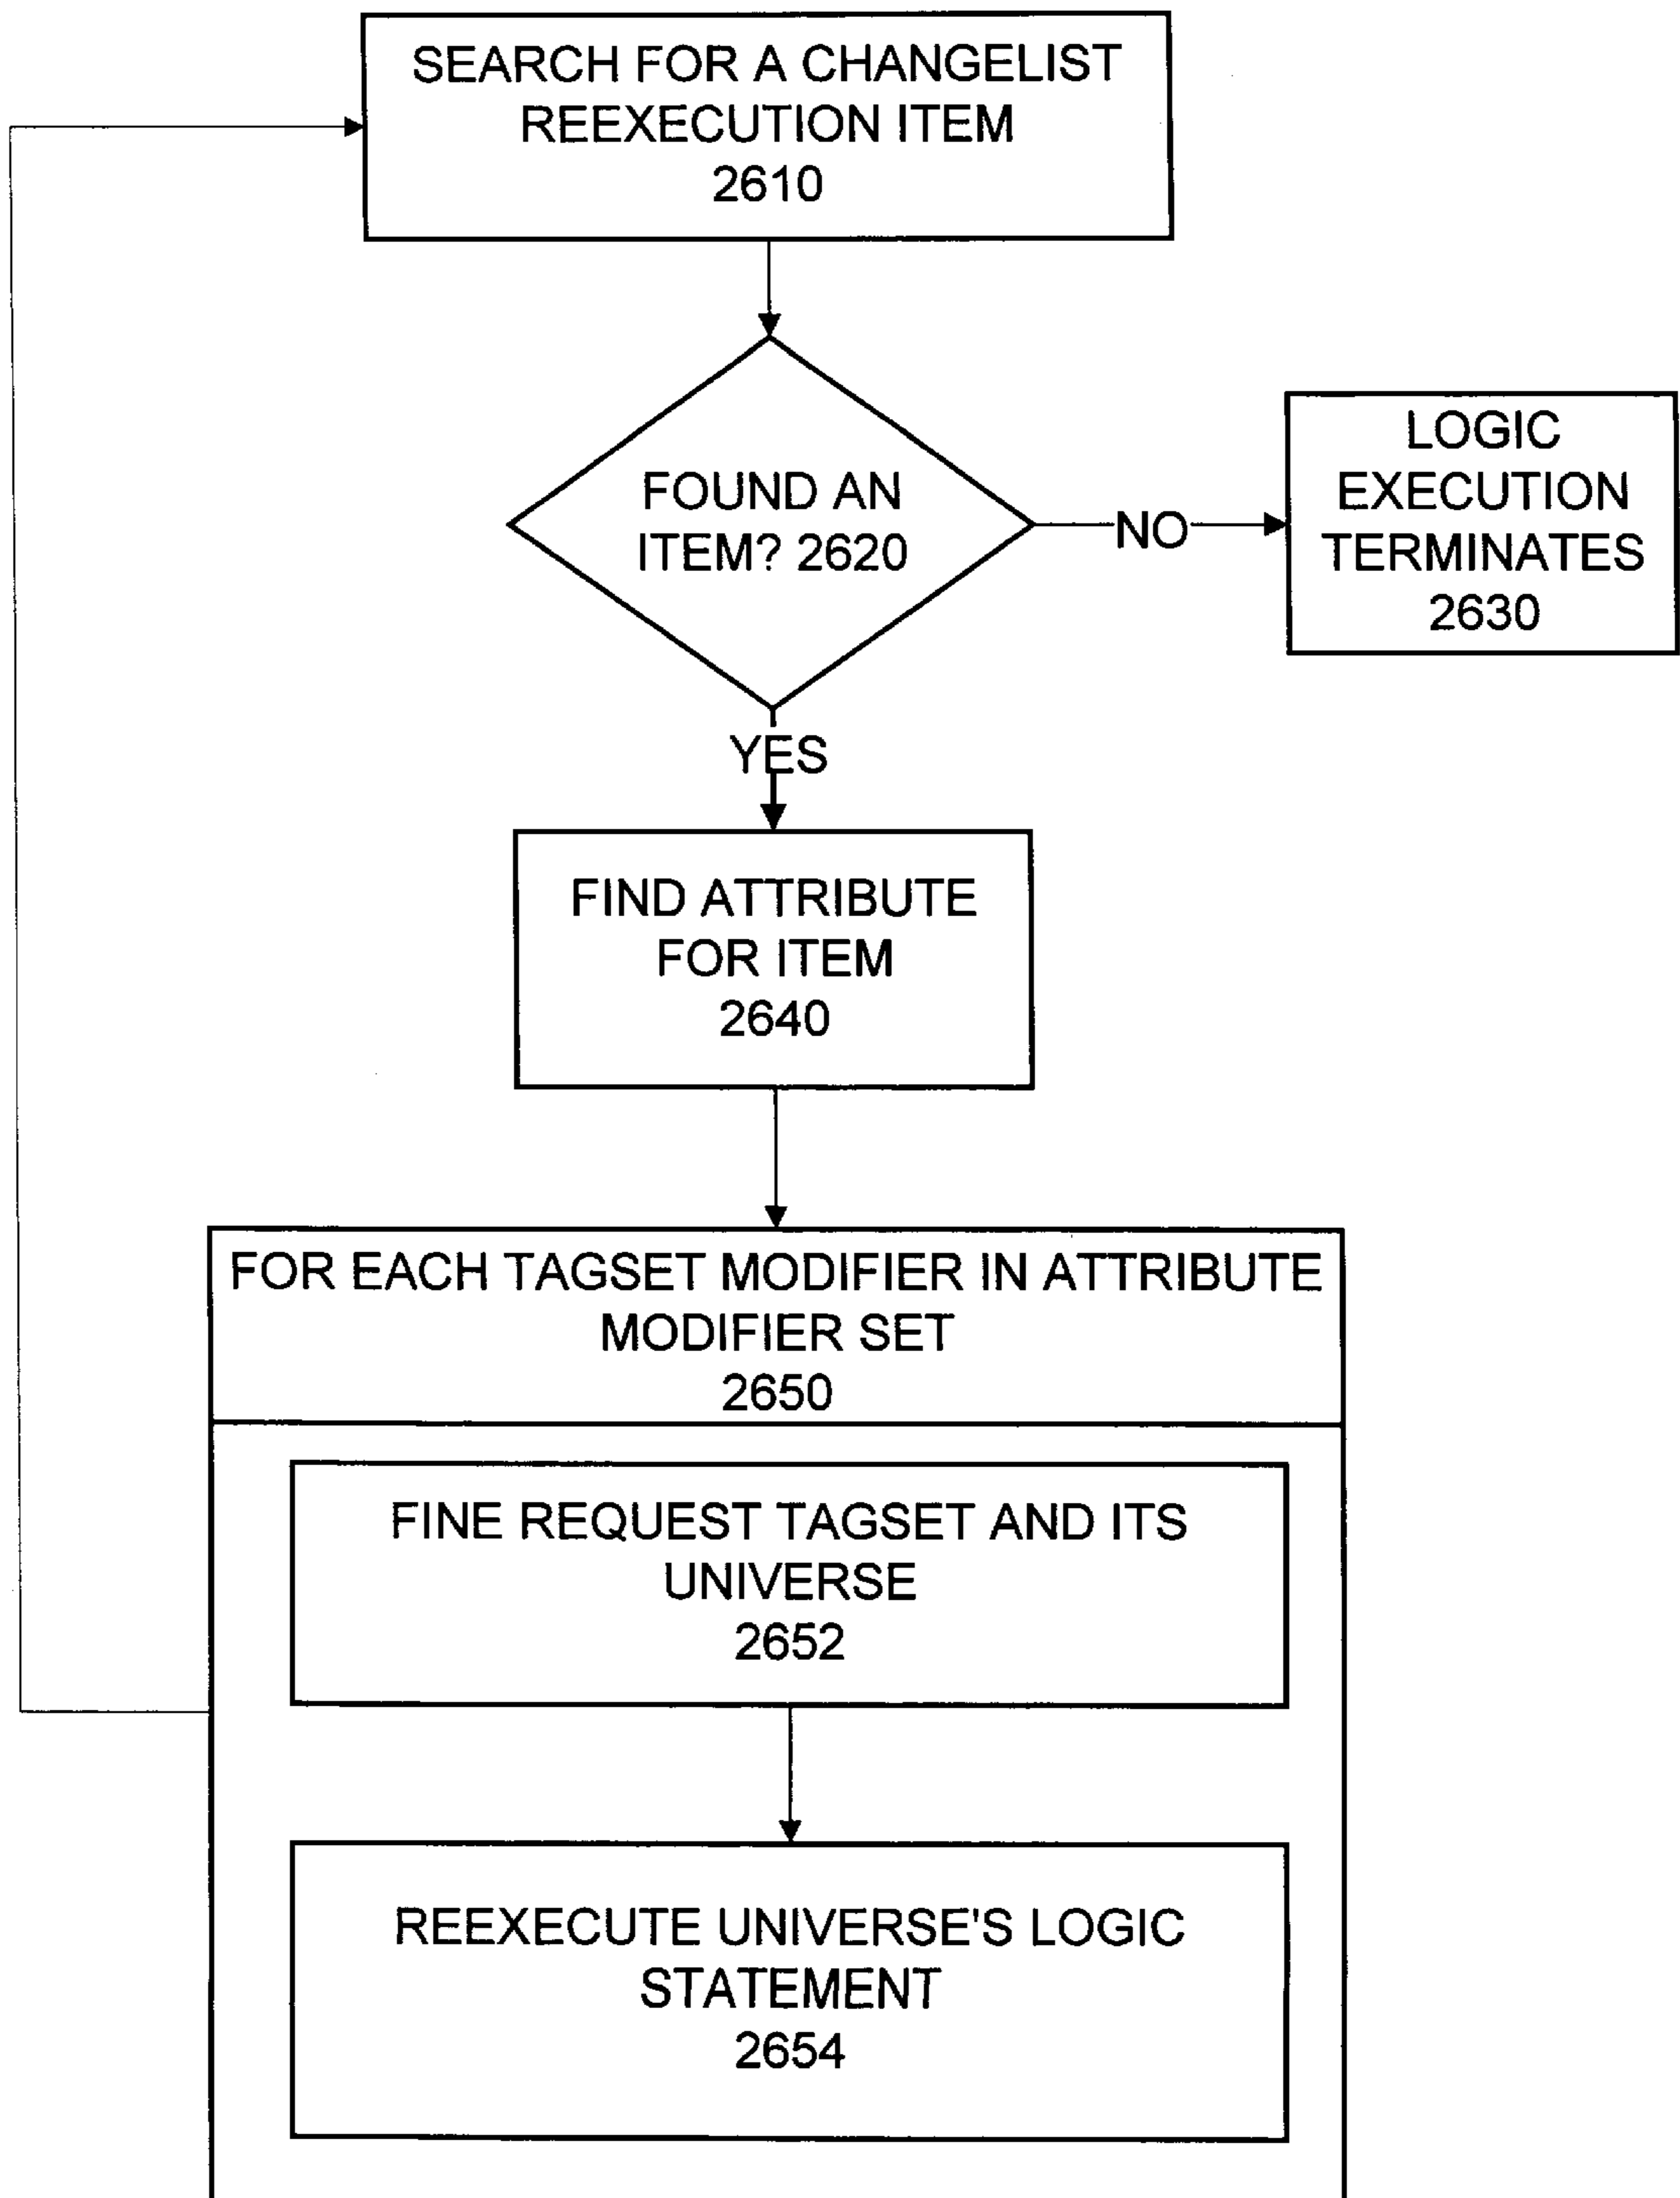 SEARCH FOR A CHANGELIST
REEXECUTION ITEM
2610
FOUND AN
ITEM? 2620
NO
LOGIC
EXECUTION
TERMINATES
2630
YES
FIND ATTRIBUTE
FOR ITEM
2640
FOR EACH TAGSET MODIFIER IN ATTRIBUTE
MODIFIER SET
2650
FINE REQUEST TAGSET AND ITS
UNIVERSE
2652
REEXECUTE UNIVERSE'S LOGIC
STATEMENT
2654